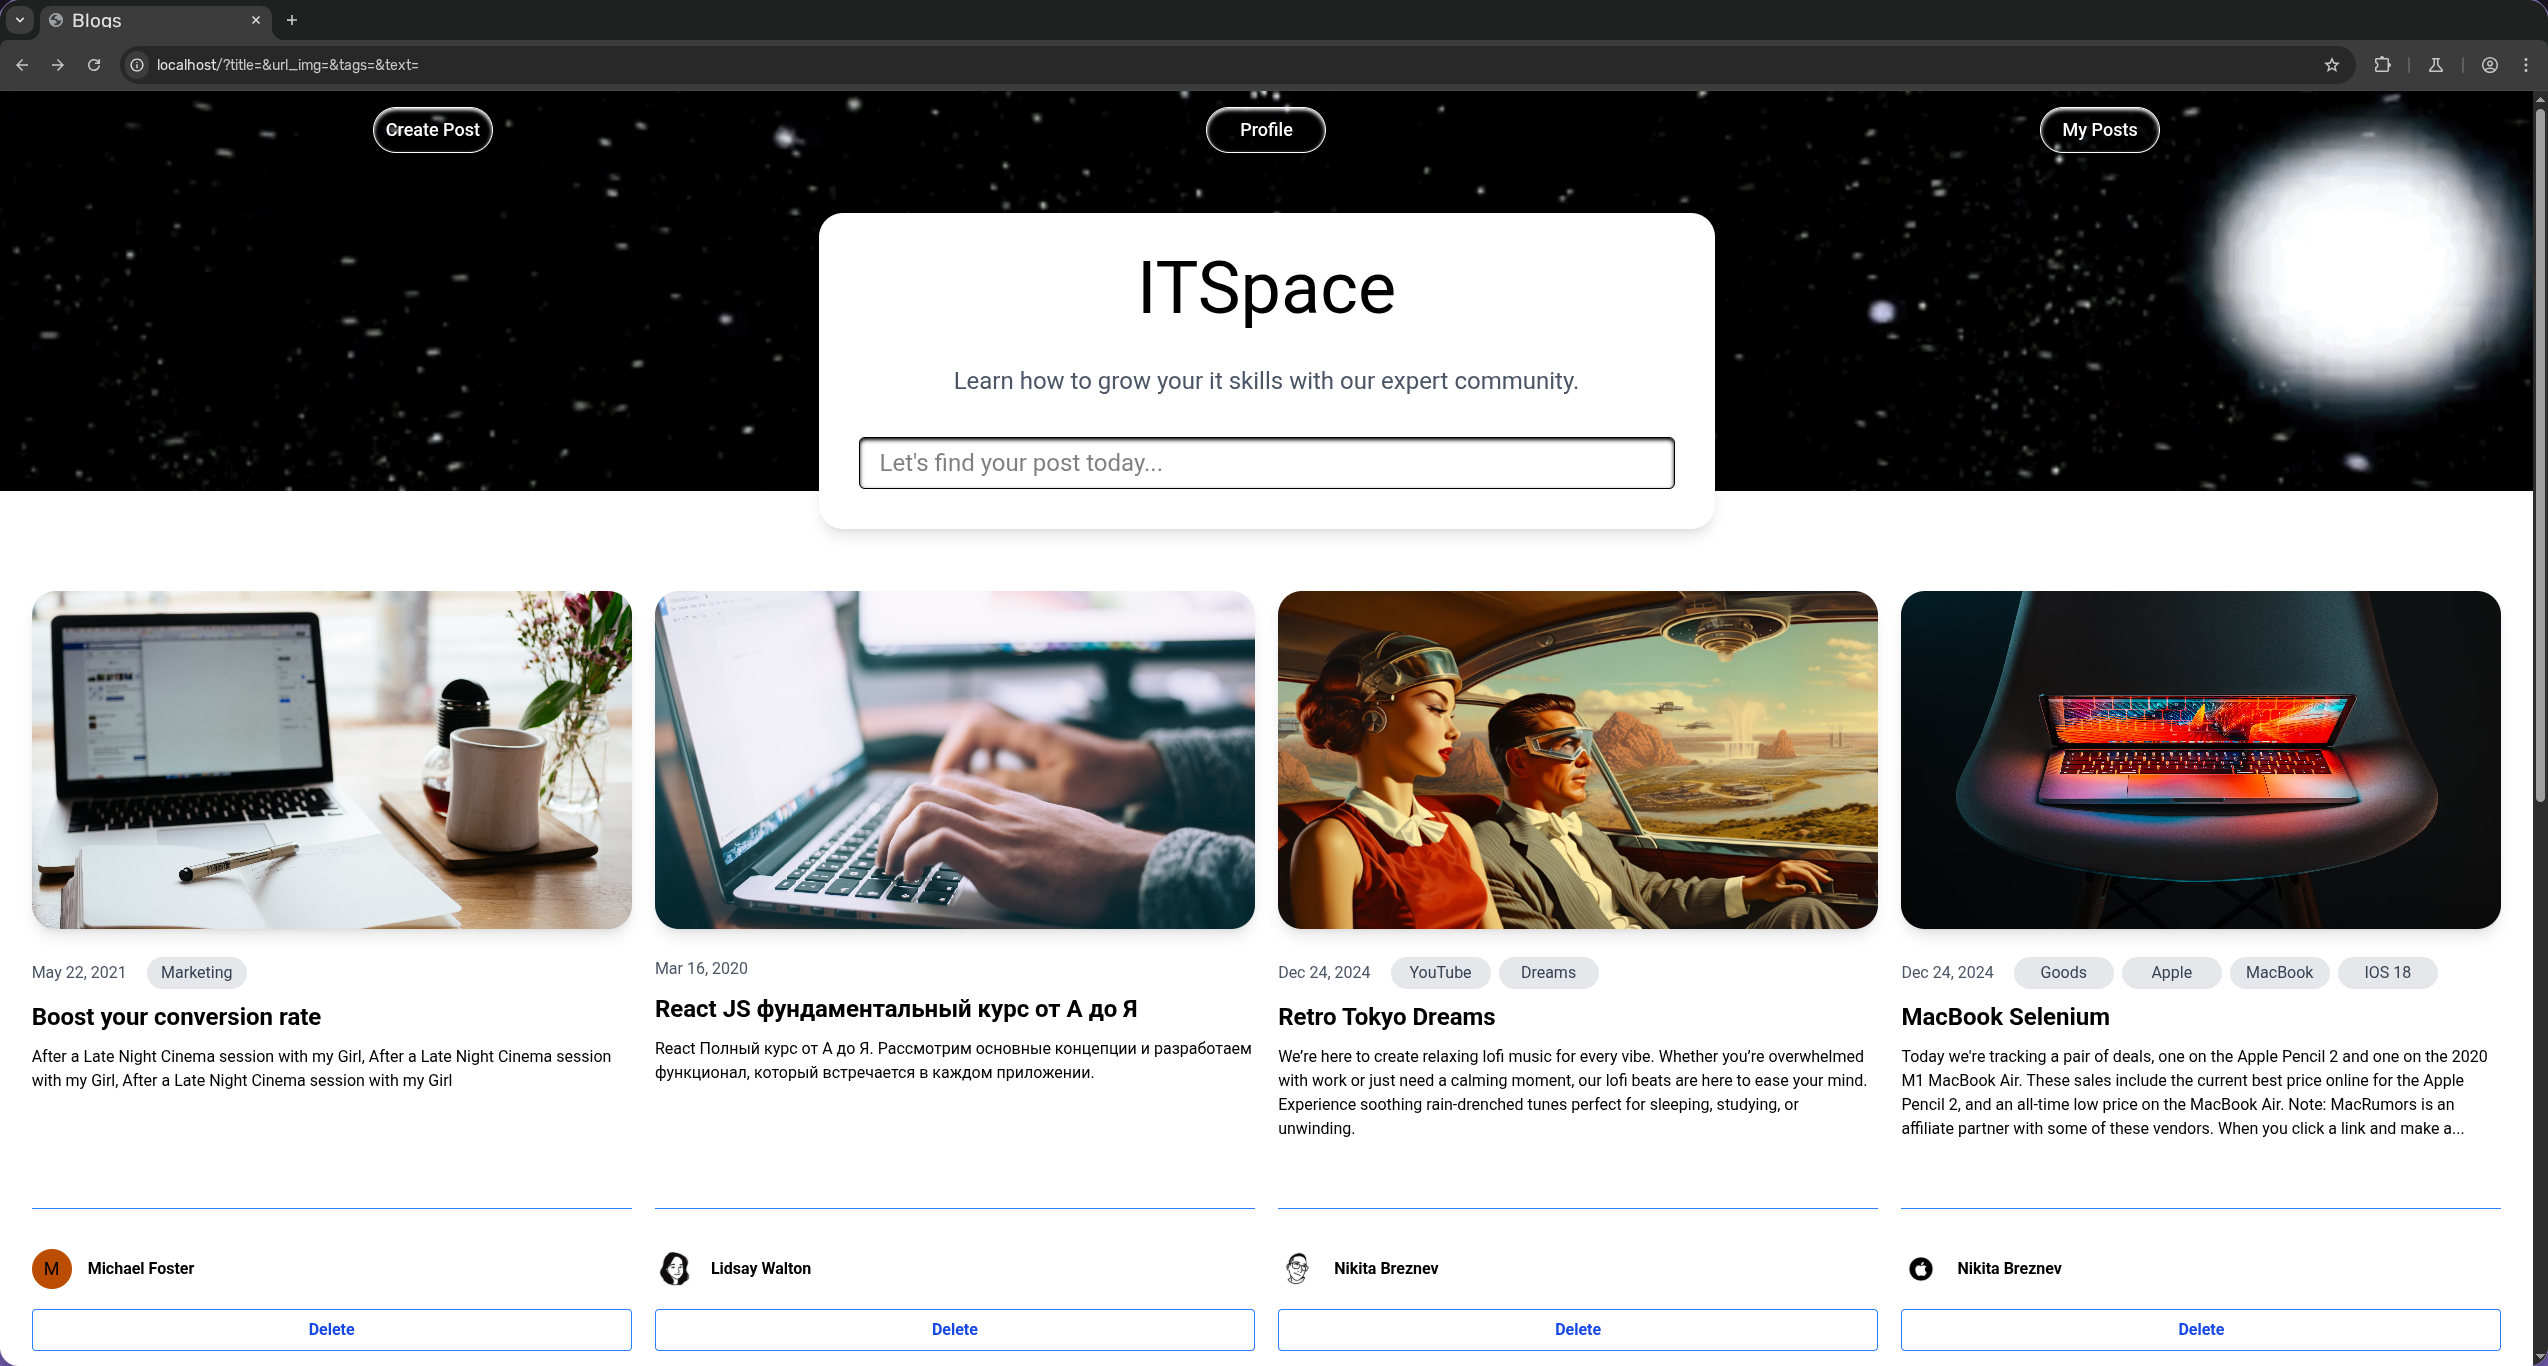 Blogs
localhost/?title=&url_img=&tags=&text=
Create Post
Profile
My Posts
ITSpace
Learn how to grow your it skills with our expert community.
Let's find your post today...
May 22, 2021
Marketing
Boost your conversion rate
After a Late Night Cinema session with my Girl, After a Late Night Cinema session
with my Girl, After a Late Night Cinema session with my Girl
Michael Foster
M
Delete
Mar 16, 2020
React JS фундаментальный курс от А до Я
React Полный курс от А до Я. Рассмотрим основные концепции и разработаем
функционал, который встречается в каждом приложении.
Lidsay Walton
Delete
Dec 24, 2024
YouTube
Dreams
Retro Tokyo Dreams
We’re here to create relaxing lofi music for every vibe. Whether you’re overwhelmed
with work or just need a calming moment, our lofi beats are here to ease your mind.
Experience soothing rain-drenched tunes perfect for sleeping, studying, or
unwinding.
Nikita Breznev
Delete
Dec 24, 2024
Goods
Apple
MacBook
IOS 18
MacBook Selenium
Today we're tracking a pair of deals, one on the Apple Pencil 2 and one on the 2020
M1 MacBook Air. These sales include the current best price online for the Apple
Pencil 2, and an all-time low price on the MacBook Air. Note: MacRumors is an
affiliate partner with some of these vendors. When you click a link and make a...
Nikita Breznev
Delete